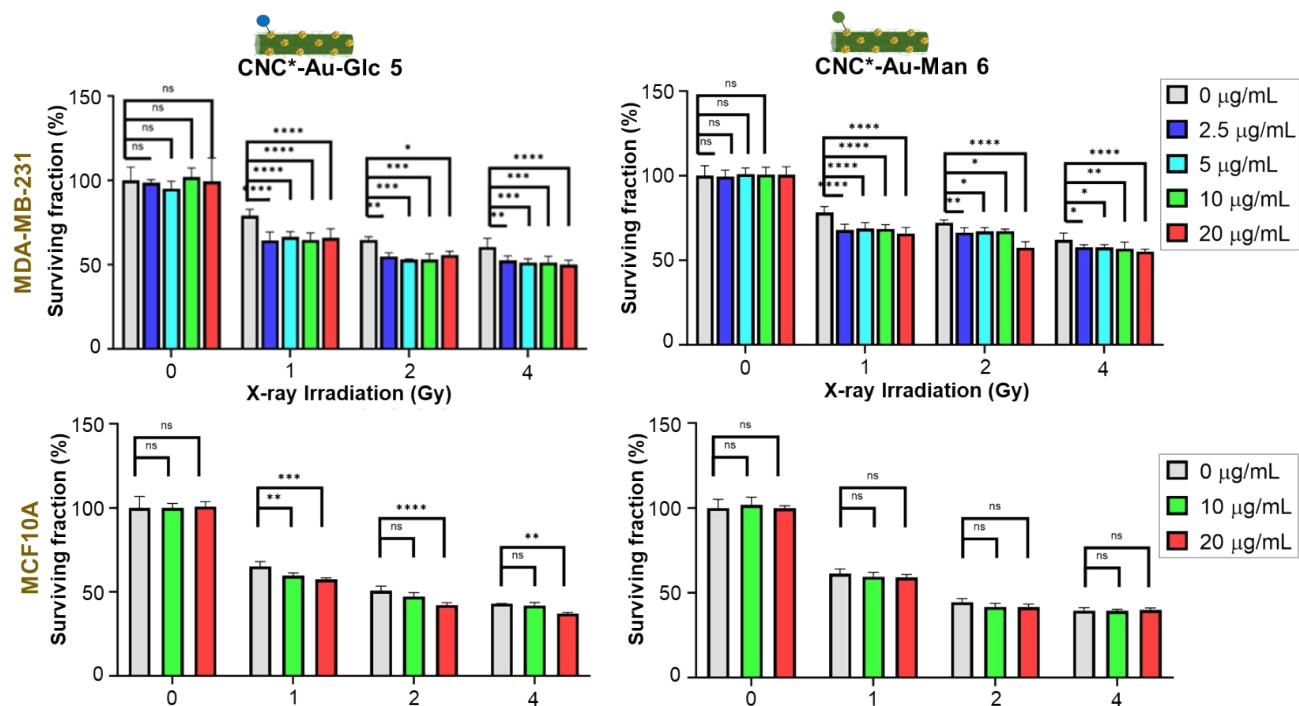 CNC*-Au-Glc 5
CNC*-Au-Man 6
MDA-MB-231
Surviving fraction (%)
150
100
50
0
ns
ns
ns
ns
****
****
****
****
*
***
***
**
****
***
***
**
0 1 2 4
X-ray Irradiation (Gy)
Surviving fraction (%)
150
100
50
0
ns
ns
ns
ns
****
****
****
****
****
*
*
**
****
**
*
*
0 1 2 4
X-ray Irradiation (Gy)
0 μg/mL
2.5 μg/mL
5 μg/mL
10 μg/mL
20 μg/mL
MCF10A
Surviving fraction (%)
150
100
50
0
ns
ns
***
**
****
ns
**
ns
0 1 2 4
Surviving fraction (%)
150
100
50
0
ns
ns
ns
ns
ns
ns
ns
ns
0 1 2 4
0 μg/mL
10 μg/mL
20 μg/mL